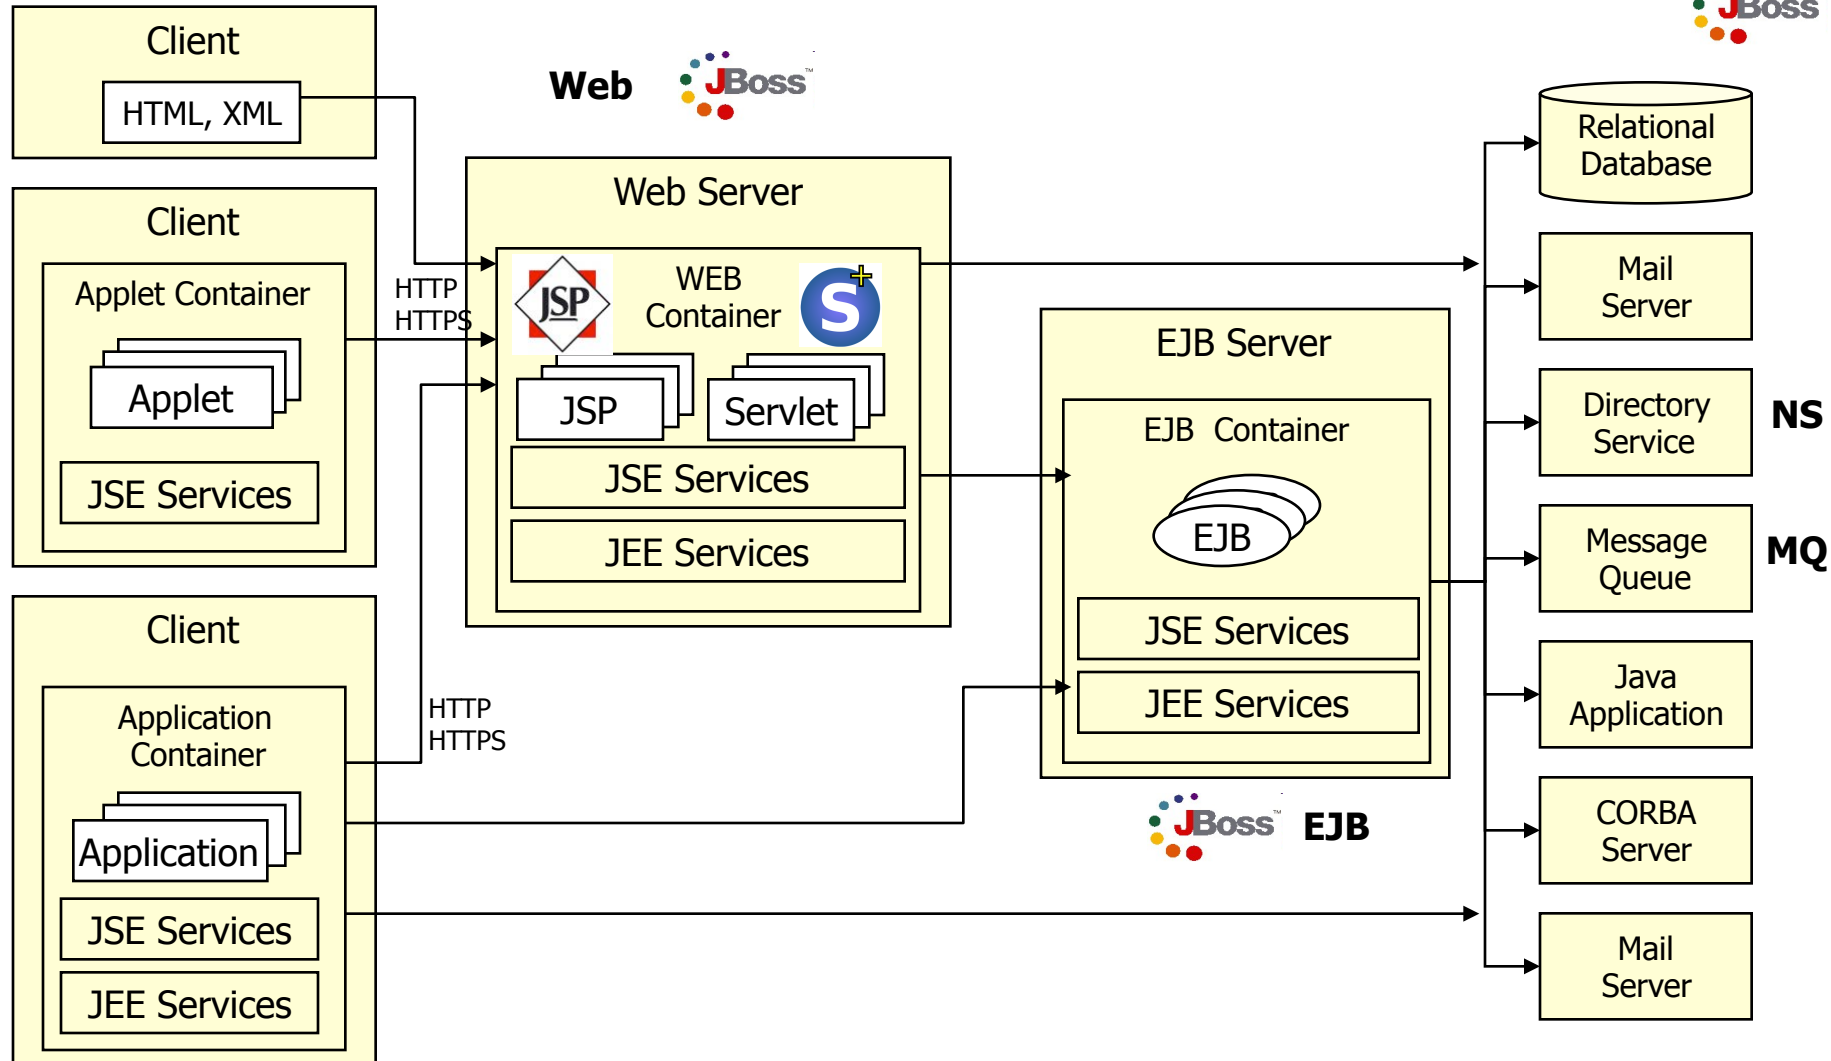 JBoss
Client
HTML, XML
Web
JBoss™
Client
Applet Container
Applet
JSE Services
HTTP
HTTPS
Web Server
JSP
WEB
Container
S
JSP
Servlet
JSE Services
JEE Services
EJB Server
EJB Container
EJB
JSE Services
JEE Services
JBoss™
EJB
Client
Application
Container
Application
JSE Services
JEE Services
HTTP
HTTPS
Relational
Database
Mail
Server
Directory
Service
NS
Message
Queue
MQ
Java
Application
CORBA
Server
Mail
Server